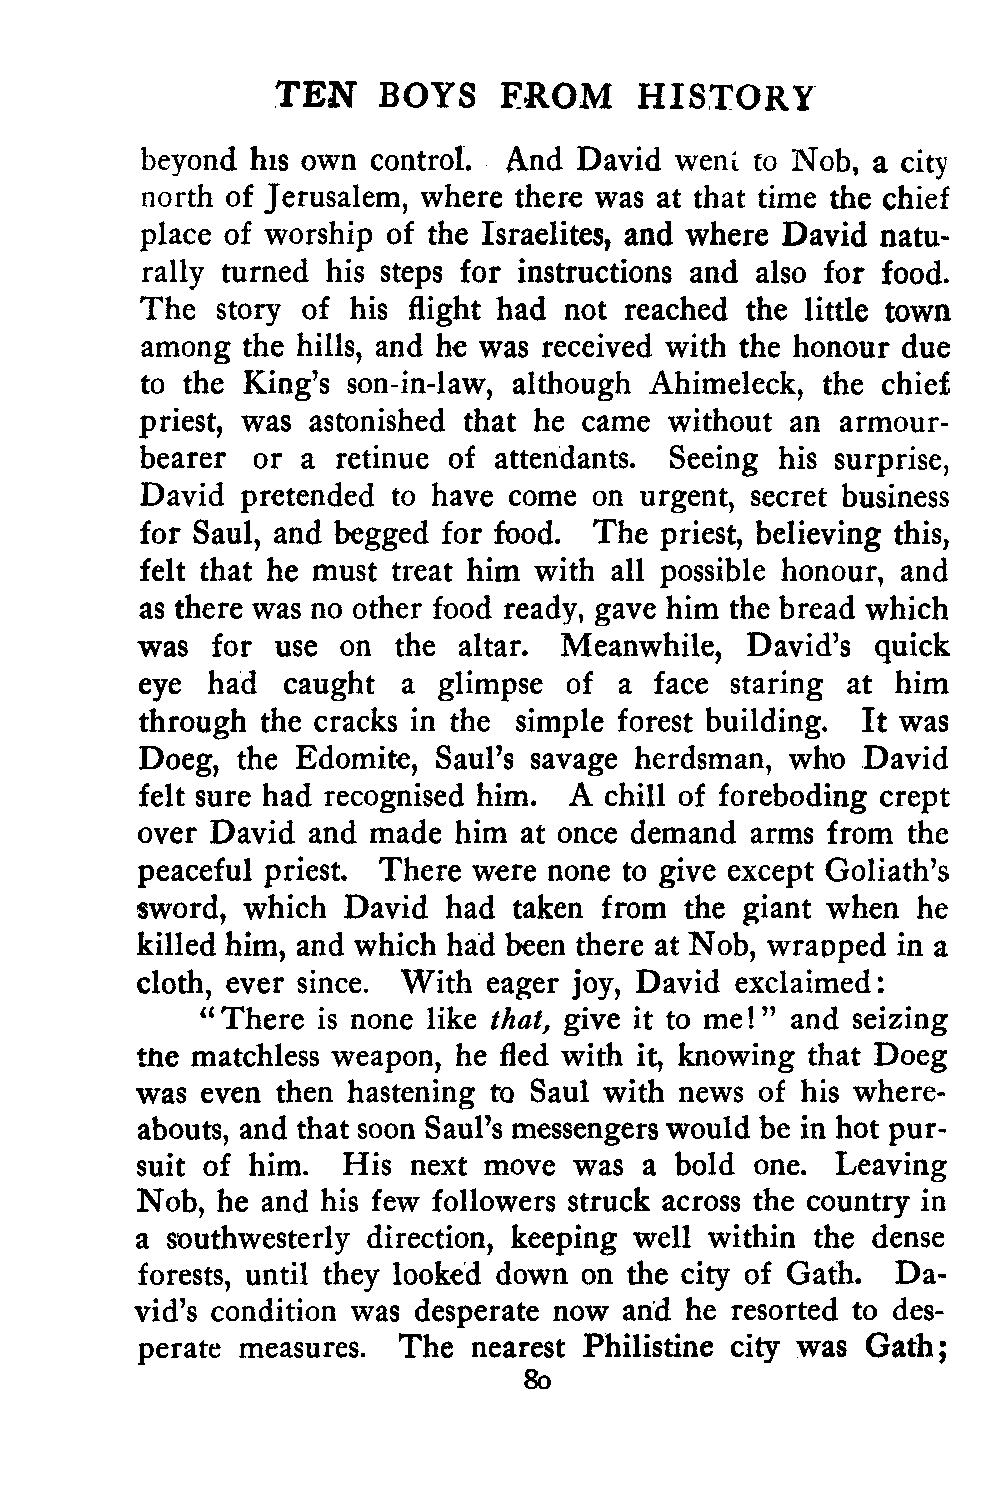 TEN BOYS FROM HISTORY
beyond his own control. And David went to Nob, a city
north of Jerusalem, where there was at that time the chief
place of worship of the Israelites, and where David natu-
rally turned his steps for instructions and also for food.
The story of his flight had not reached the little town
among the hills, and he was received with the honour due
to the King's son-in-law, although Ahimeleck, the chief
priest, was astonished that he came without an armour-
bearer or a retinue of attendants. Seeing his surprise,
David pretended to have come on urgent, secret business
for Saul, and begged for food. The priest, believing this,
felt that he must treat him with all possible honour, and
as there was no other food ready, gave him the bread which
was for use on the altar. Meanwhile, David's quick
eye had caught a glimpse of a face staring at him
through the cracks in the simple forest building. It was
Doeg, the Edomite, Saul's savage herdsman, who David
felt sure had recognised him. A chill of foreboding crept
over David and made him at once demand arms from the
peaceful priest. There were none to give except Goliath's
sword, which David had taken from the giant when he
killed him, and which had been there at Nob, wrapped in a
cloth, ever since. With eager joy, David exclaimed:
"There is none like that, give it to me!" and seizing
the matchless weapon, he fled with it, knowing that Doeg
was even then hastening to Saul with news of his where-
abouts, and that soon Saul's messengers would be in hot pur-
suit of him. His next move was a bold one. Leaving
Nob, he and his few followers struck across the country in
a southwesterly direction, keeping well within the dense
forests, until they looked down on the city of Gath. Da-
vid's condition was desperate now and he resorted to des-
perate measures. The nearest Philistine city was Gath;
80